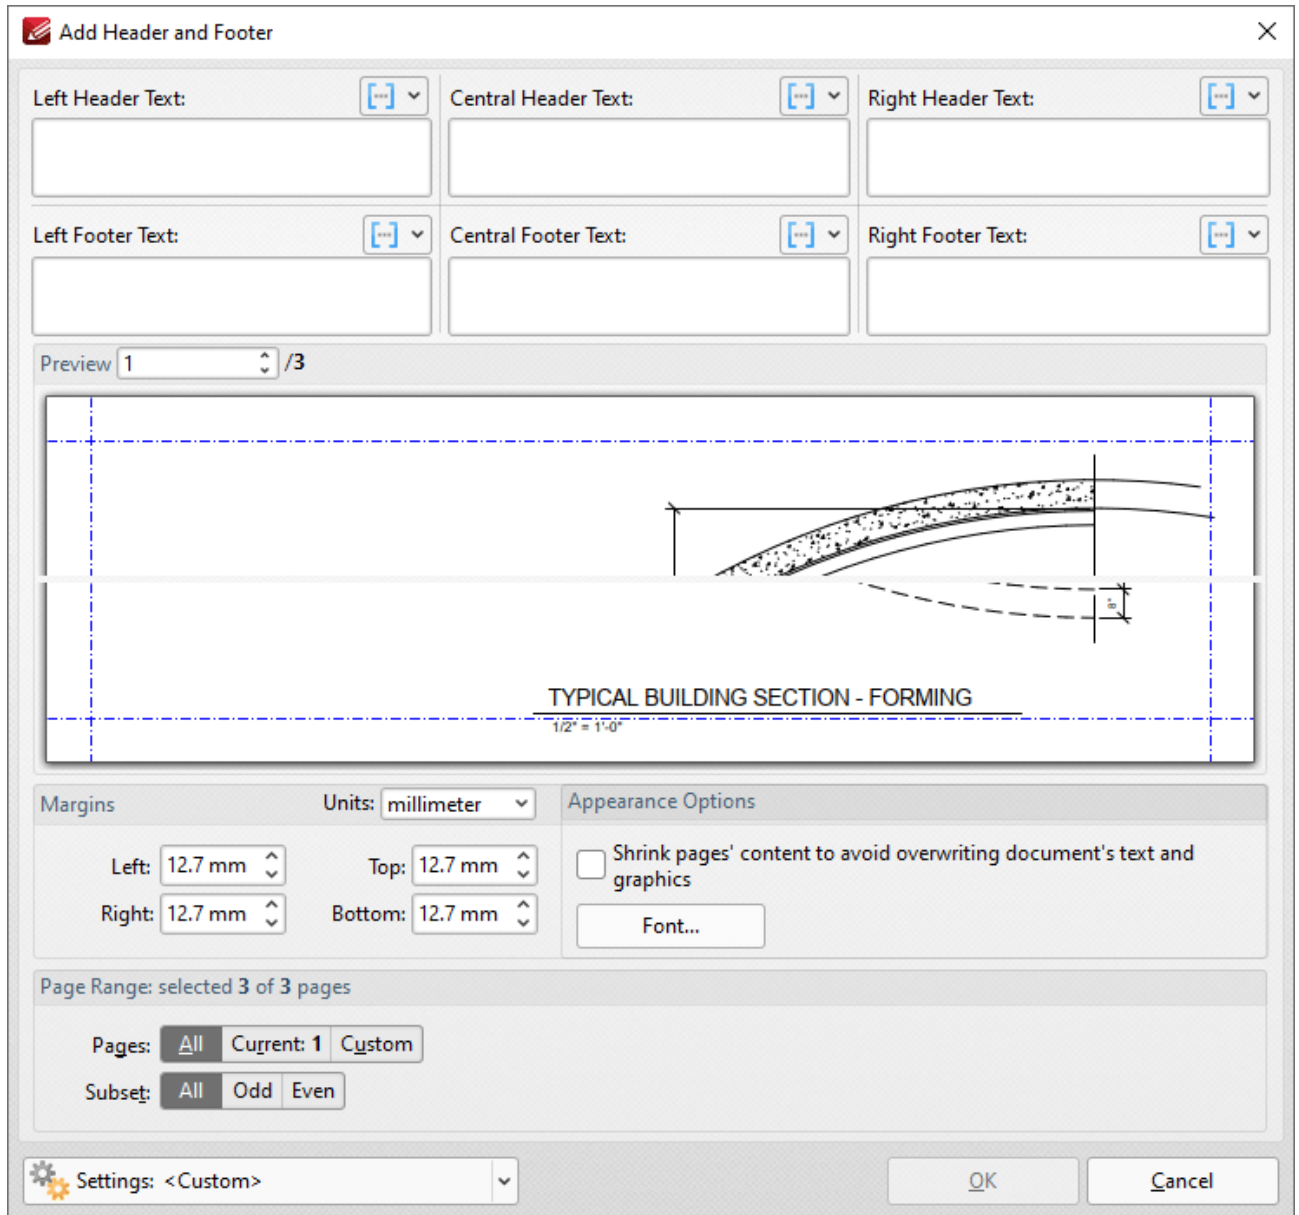 Add Header and Footer
Left Header Text:
Central Header Text:
Right Header Text:
Left Footer Text:
Central Footer Text:
Right Footer Text:
Preview 1 /3
8"
TYPICAL BUILDING SECTION - FORMING
1/2" = 1'-0"
Margins
Units: millimeter
Left: 12.7 mm
Top: 12.7 mm
Right: 12.7 mm
Bottom: 12.7 mm
Appearance Options
Shrink pages' content to avoid overwriting document's text and
graphics
Font...
Page Range: selected 3 of 3 pages
Pages: All Current: 1 Custom
Subset: All Odd Even
Settings: <Custom>
OK
Cancel